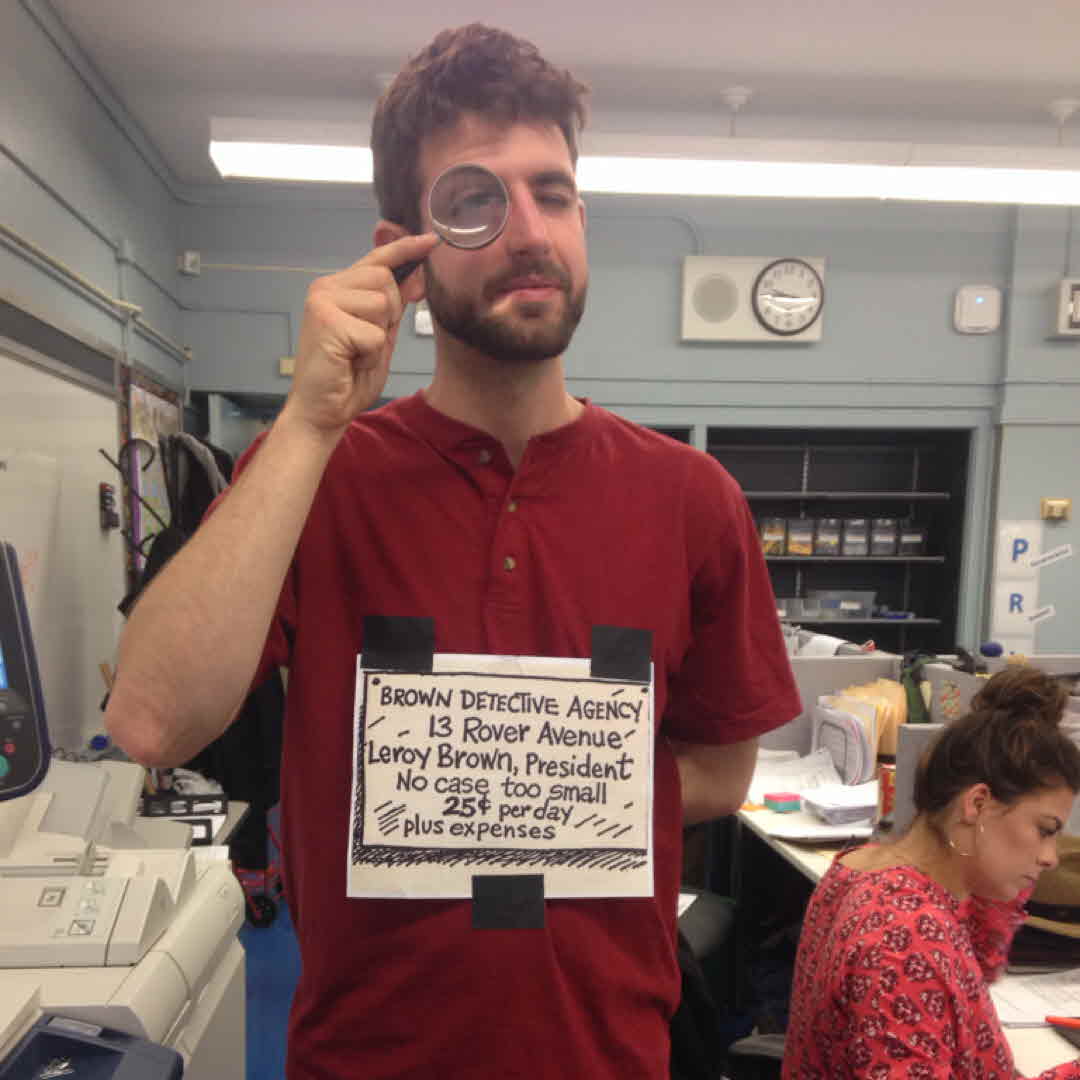 BROWN DETECTIVE AGENCY
13 Rover Avenue
Leroy Brown, President
No case too small
25¢ per day
plus expenses
P
R